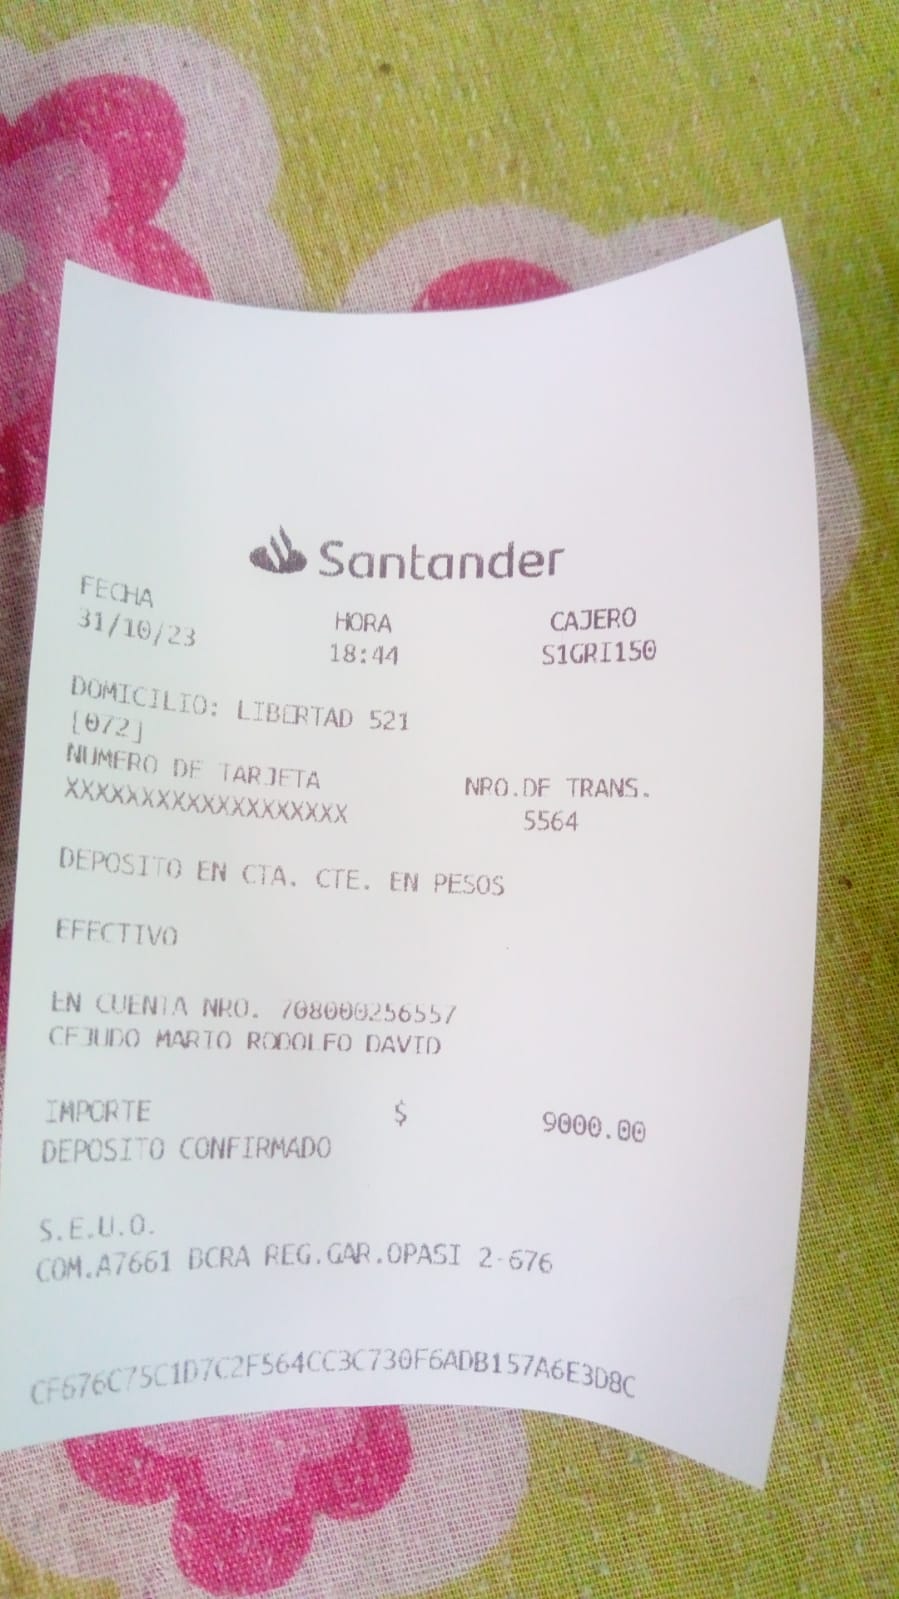 Santander
FECHA HORA CAJERO
31/10/23 18:44 S1GRI150
DOMICILIO: LIBERTAD 521
[072]
NUMERO DE TARJETA NRO.DE TRANS.
XXXXXXXXXXXXXXXXXXX 5564
DEPOSITO EN CTA. CTE. EN PESOS
EFECTIVO
EN CUENTA NRO. 708000256557
CEJUDO MARIO RODOLFO DAVID
IMPORTE $ 9000.00
DEPOSITO CONFIRMADO
S.E.U.O.
COM.A7661 BCRA REG.GAR.OPASI 2-676
CF676C75C1D7C2F564CC3C730F6ADB157A6E3D8C